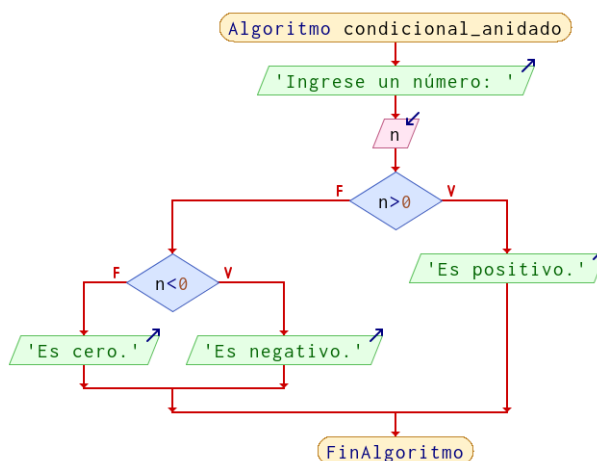 Algoritmo condicional_anidado
'Ingrese un número: '
n
F
n>0
V
F
n<0
V
'Es positivo.'
'Es cero.'
'Es negativo.'
FinAlgoritmo